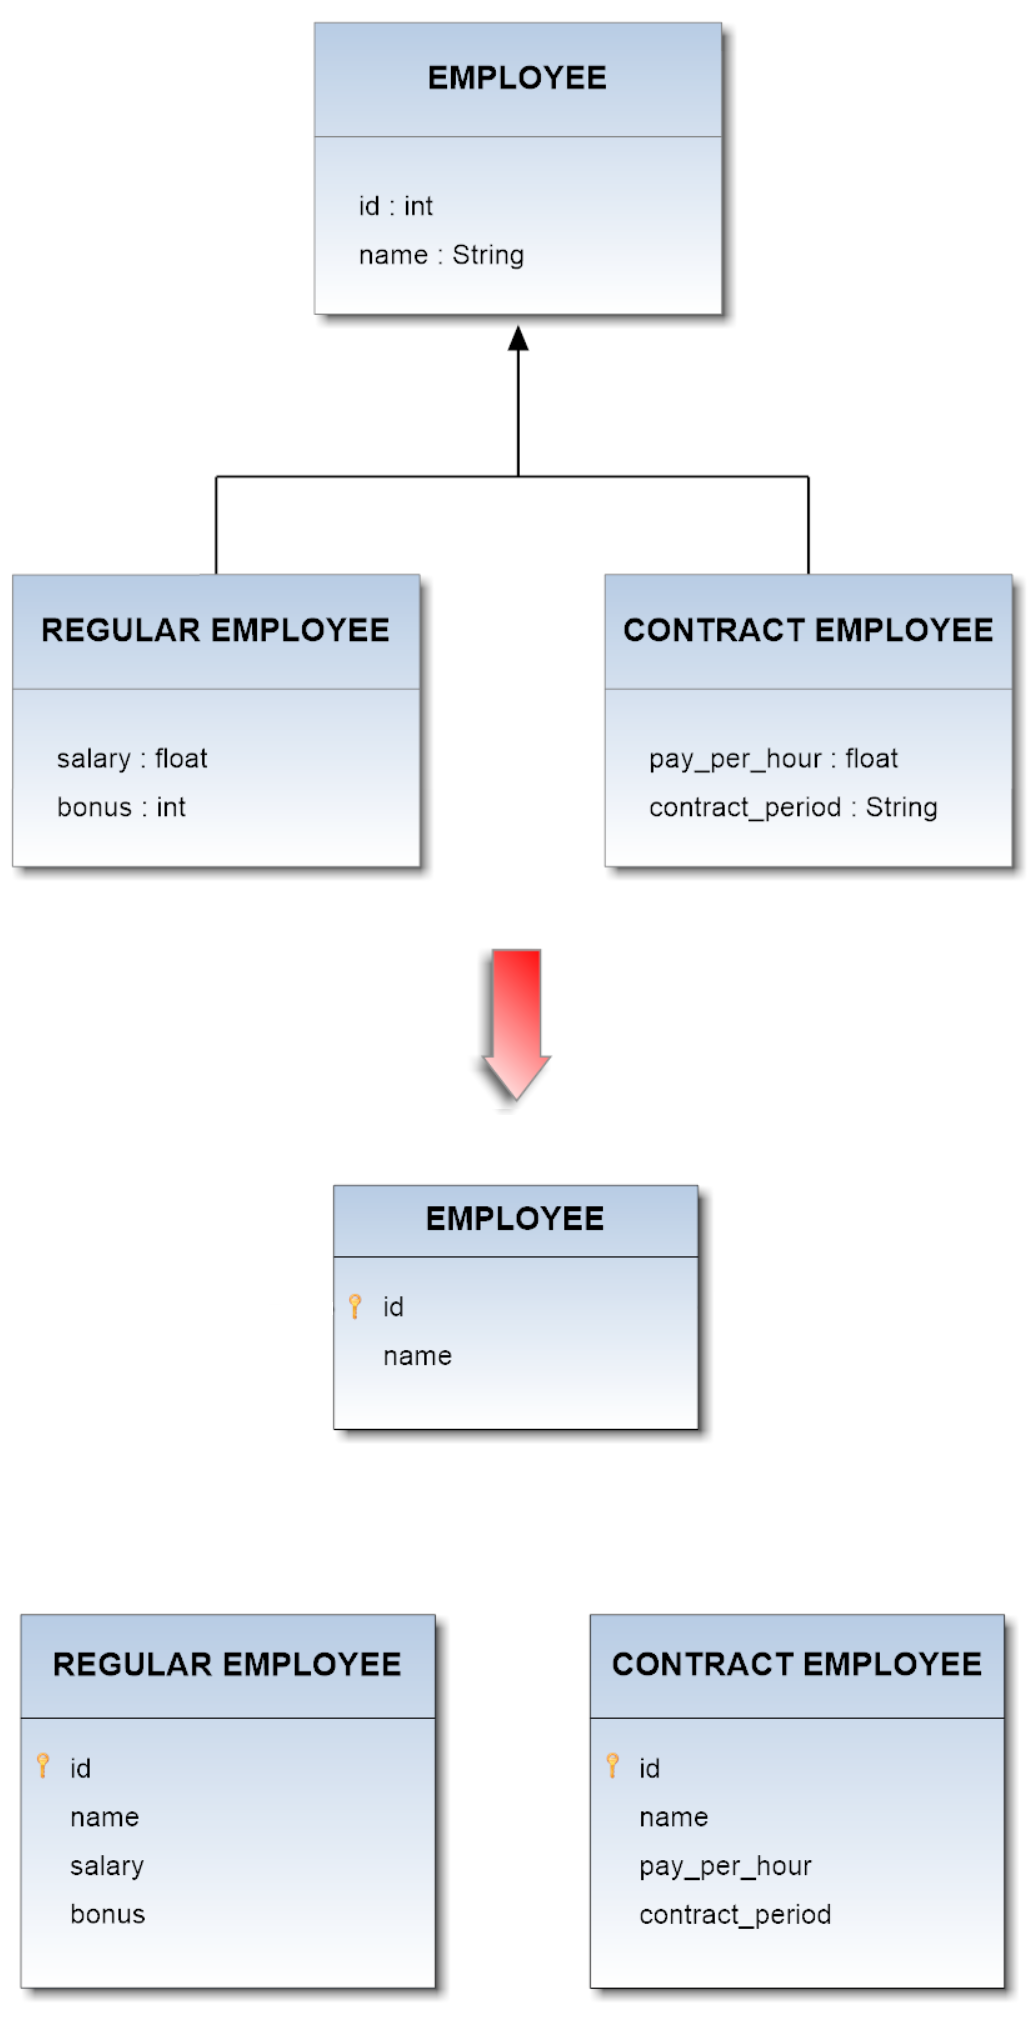 EMPLOYEE
id : int
name : String
REGULAR EMPLOYEE
salary : float
bonus : int
CONTRACT EMPLOYEE
pay_per_hour : float
contract_period : String
EMPLOYEE
id
name
REGULAR EMPLOYEE
id
name
salary
bonus
CONTRACT EMPLOYEE
id
name
pay_per_hour
contract_period